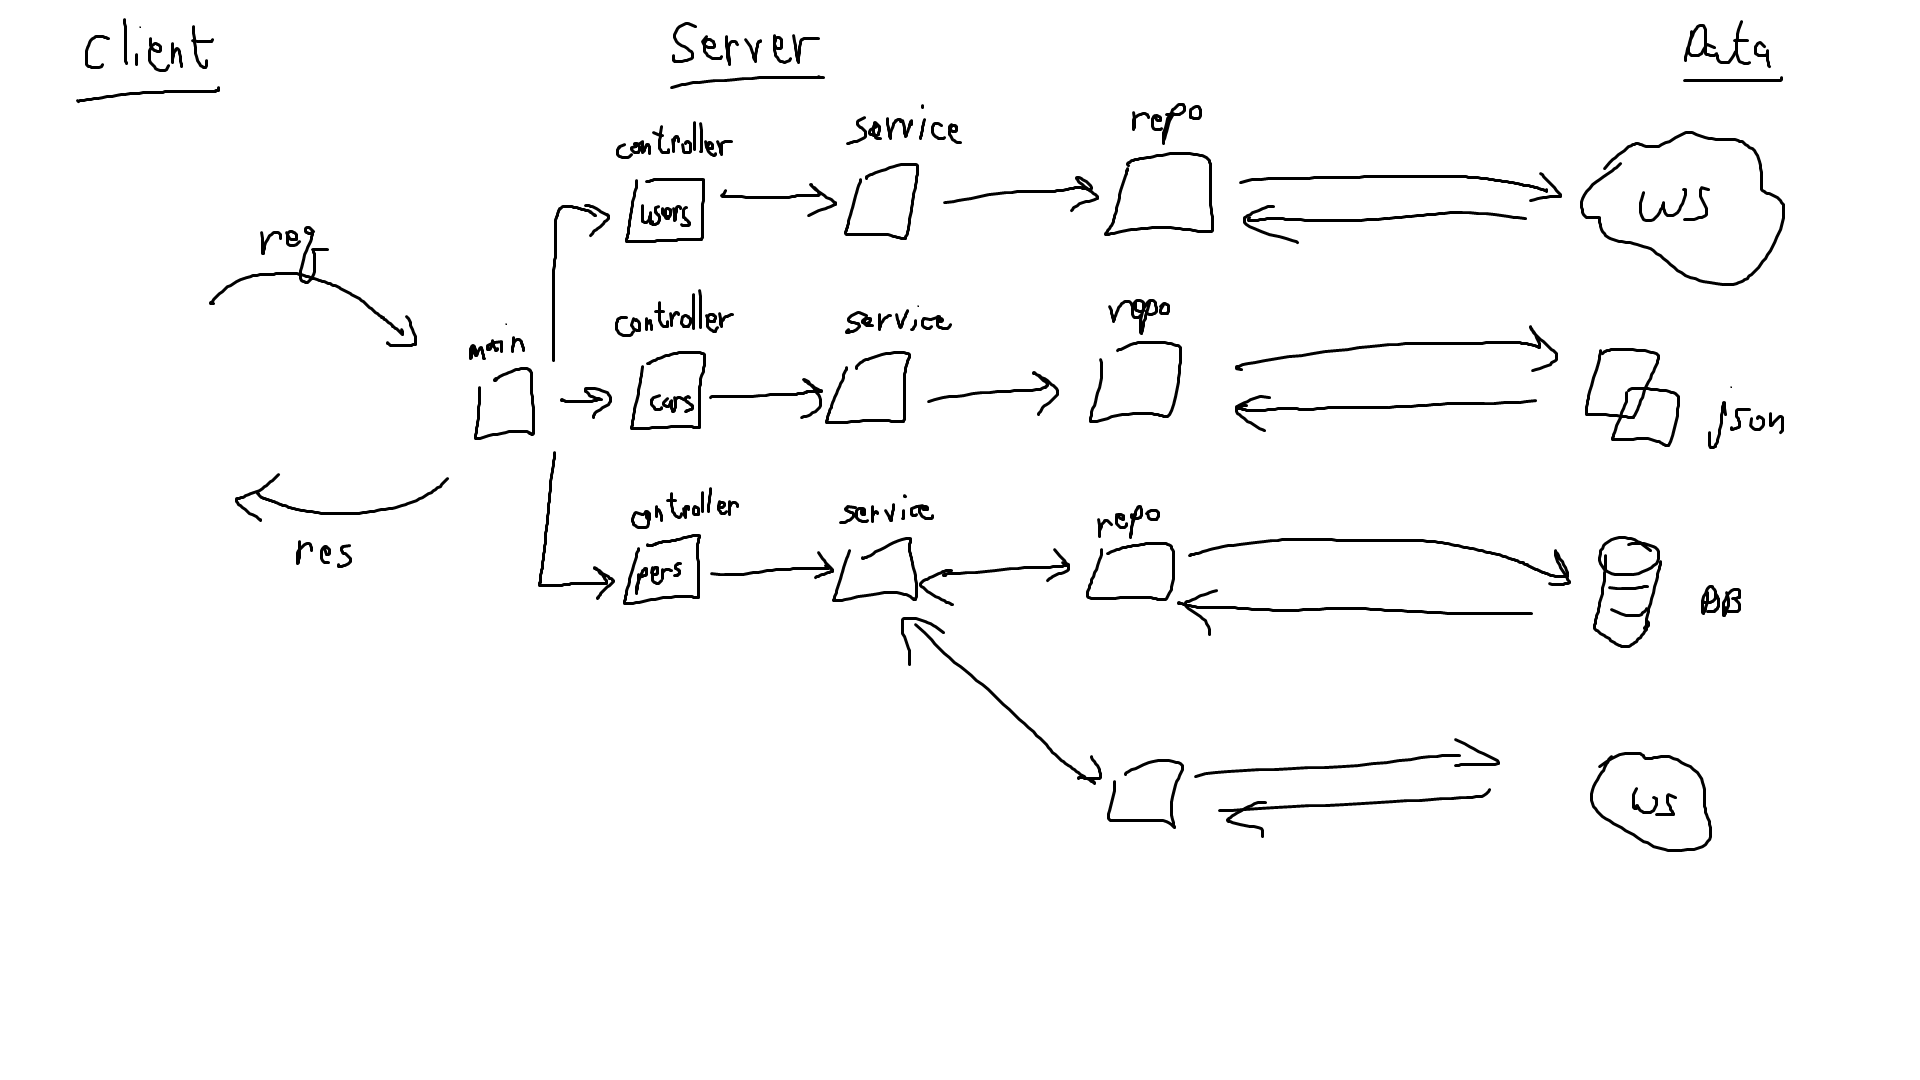 Client
Server
Data
controller
service
repo
users
WS
req
main
controller
service
repo
cars
json
res
controller
service
repo
pers
DB
WS